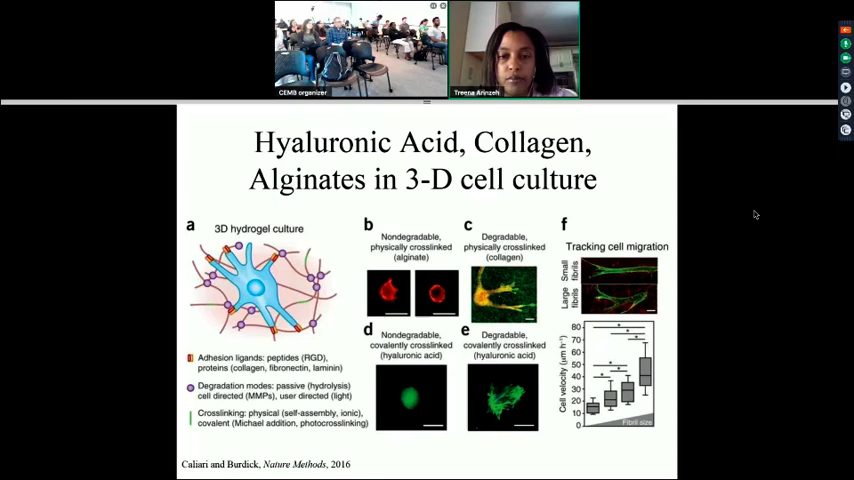 CEMB organizer
Treena Arinzeh
Hyaluronic Acid, Collagen,
Alginates in 3-D cell culture
a
3D hydrogel culture
Adhesion ligands: peptides (RGD),
proteins (collagen, fibronectin, laminin)
Degradation modes: passive (hydrolysis)
cell directed (MMPs), user directed (light)
Crosslinking: physical (self-assembly, ionic),
covalent (Michael addition, photocrosslinking)
b
Nondegradable,
physically crosslinked
(alginate)
c
Degradable,
physically crosslinked
(collagen)
d
Nondegradable,
covalently crosslinked
(hyaluronic acid)
e
Degradable,
covalently crosslinked
(hyaluronic acid)
f
Tracking cell migration
Small
fibrils
Large
fibrils
Cell velocity (μm h⁻¹)
80
70
60
50
40
30
20
10
0
* * * * * *
Fibril size
Caliari and Burdick, Nature Methods, 2016